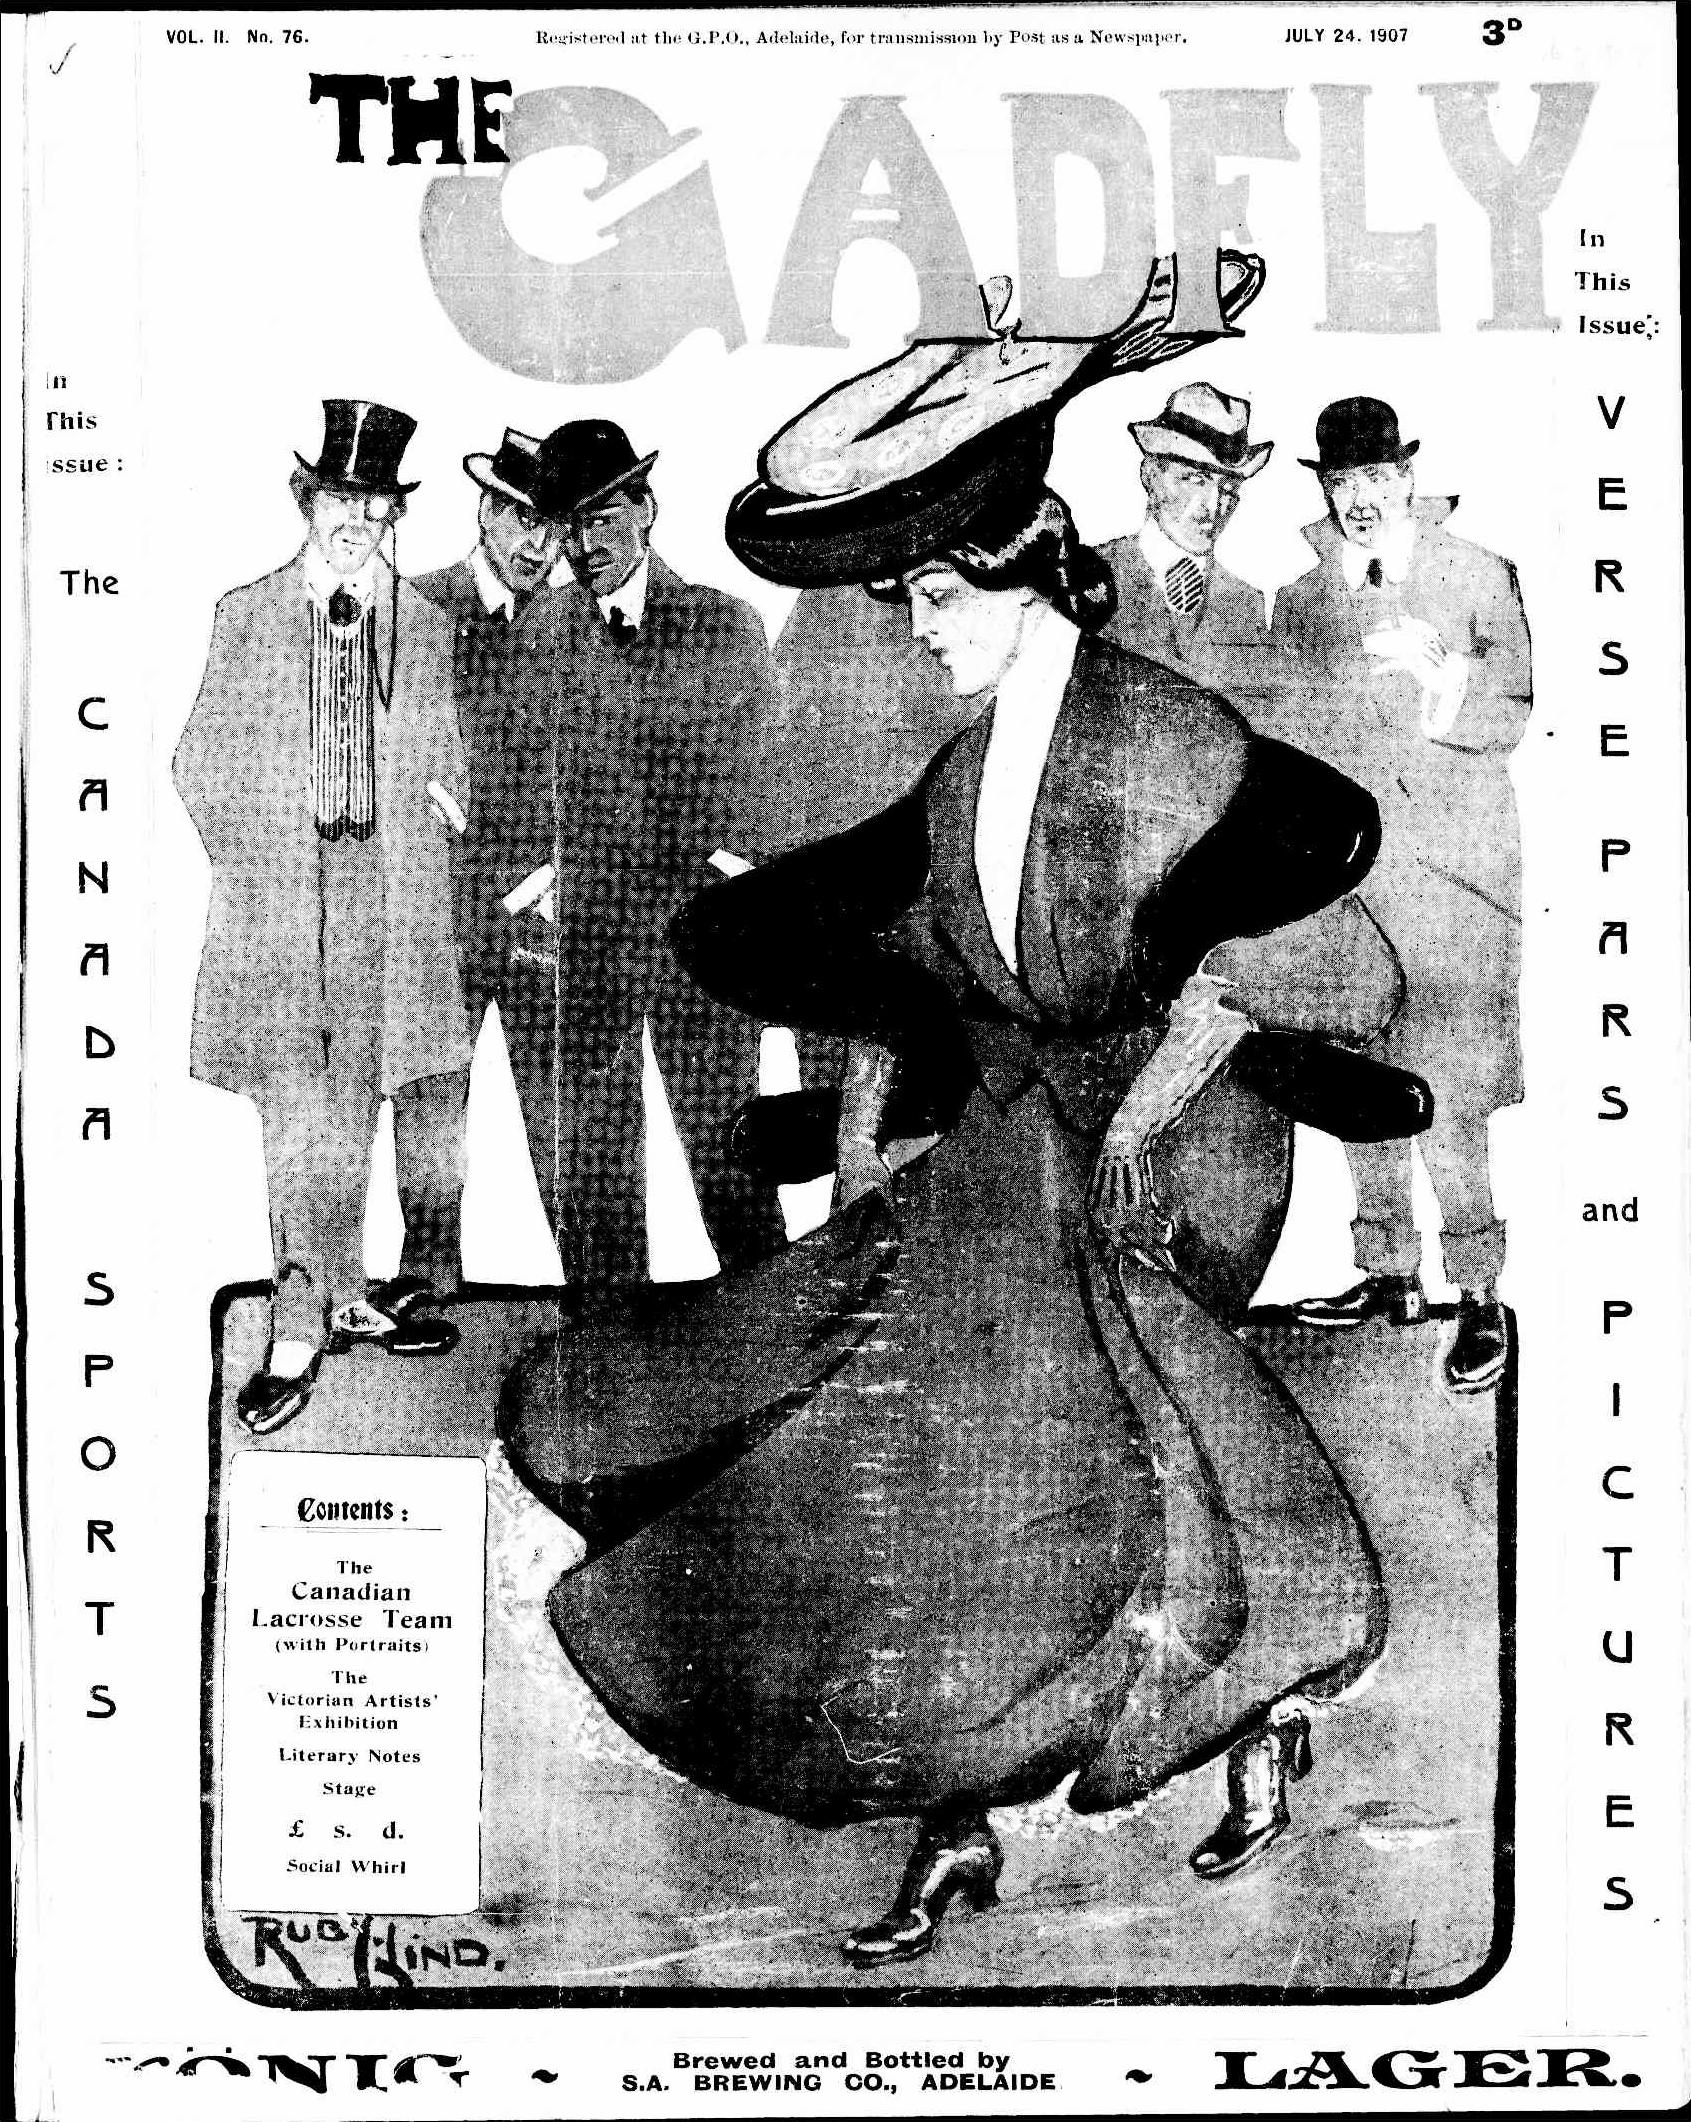 VOL. II. No. 76.
Registered at the G.P.O., Adelaide, for transmission by Post as a Newspaper.
JULY 24. 1907
3D
THE GADFLY
In
This
Issue:
The
CANADA
SPORTS
In
This
Issue:
VERSE
PARS
and
PICTURES
Contents:
The
Canadian
Lacrosse Team
(with Portraits)
The
Victorian Artists'
Exhibition
Literary Notes
Stage
£ s. d.
Social Whirl
RUBY LIND.
Brewed and Bottled by
S.A. BREWING CO., ADELAIDE
LAGER.